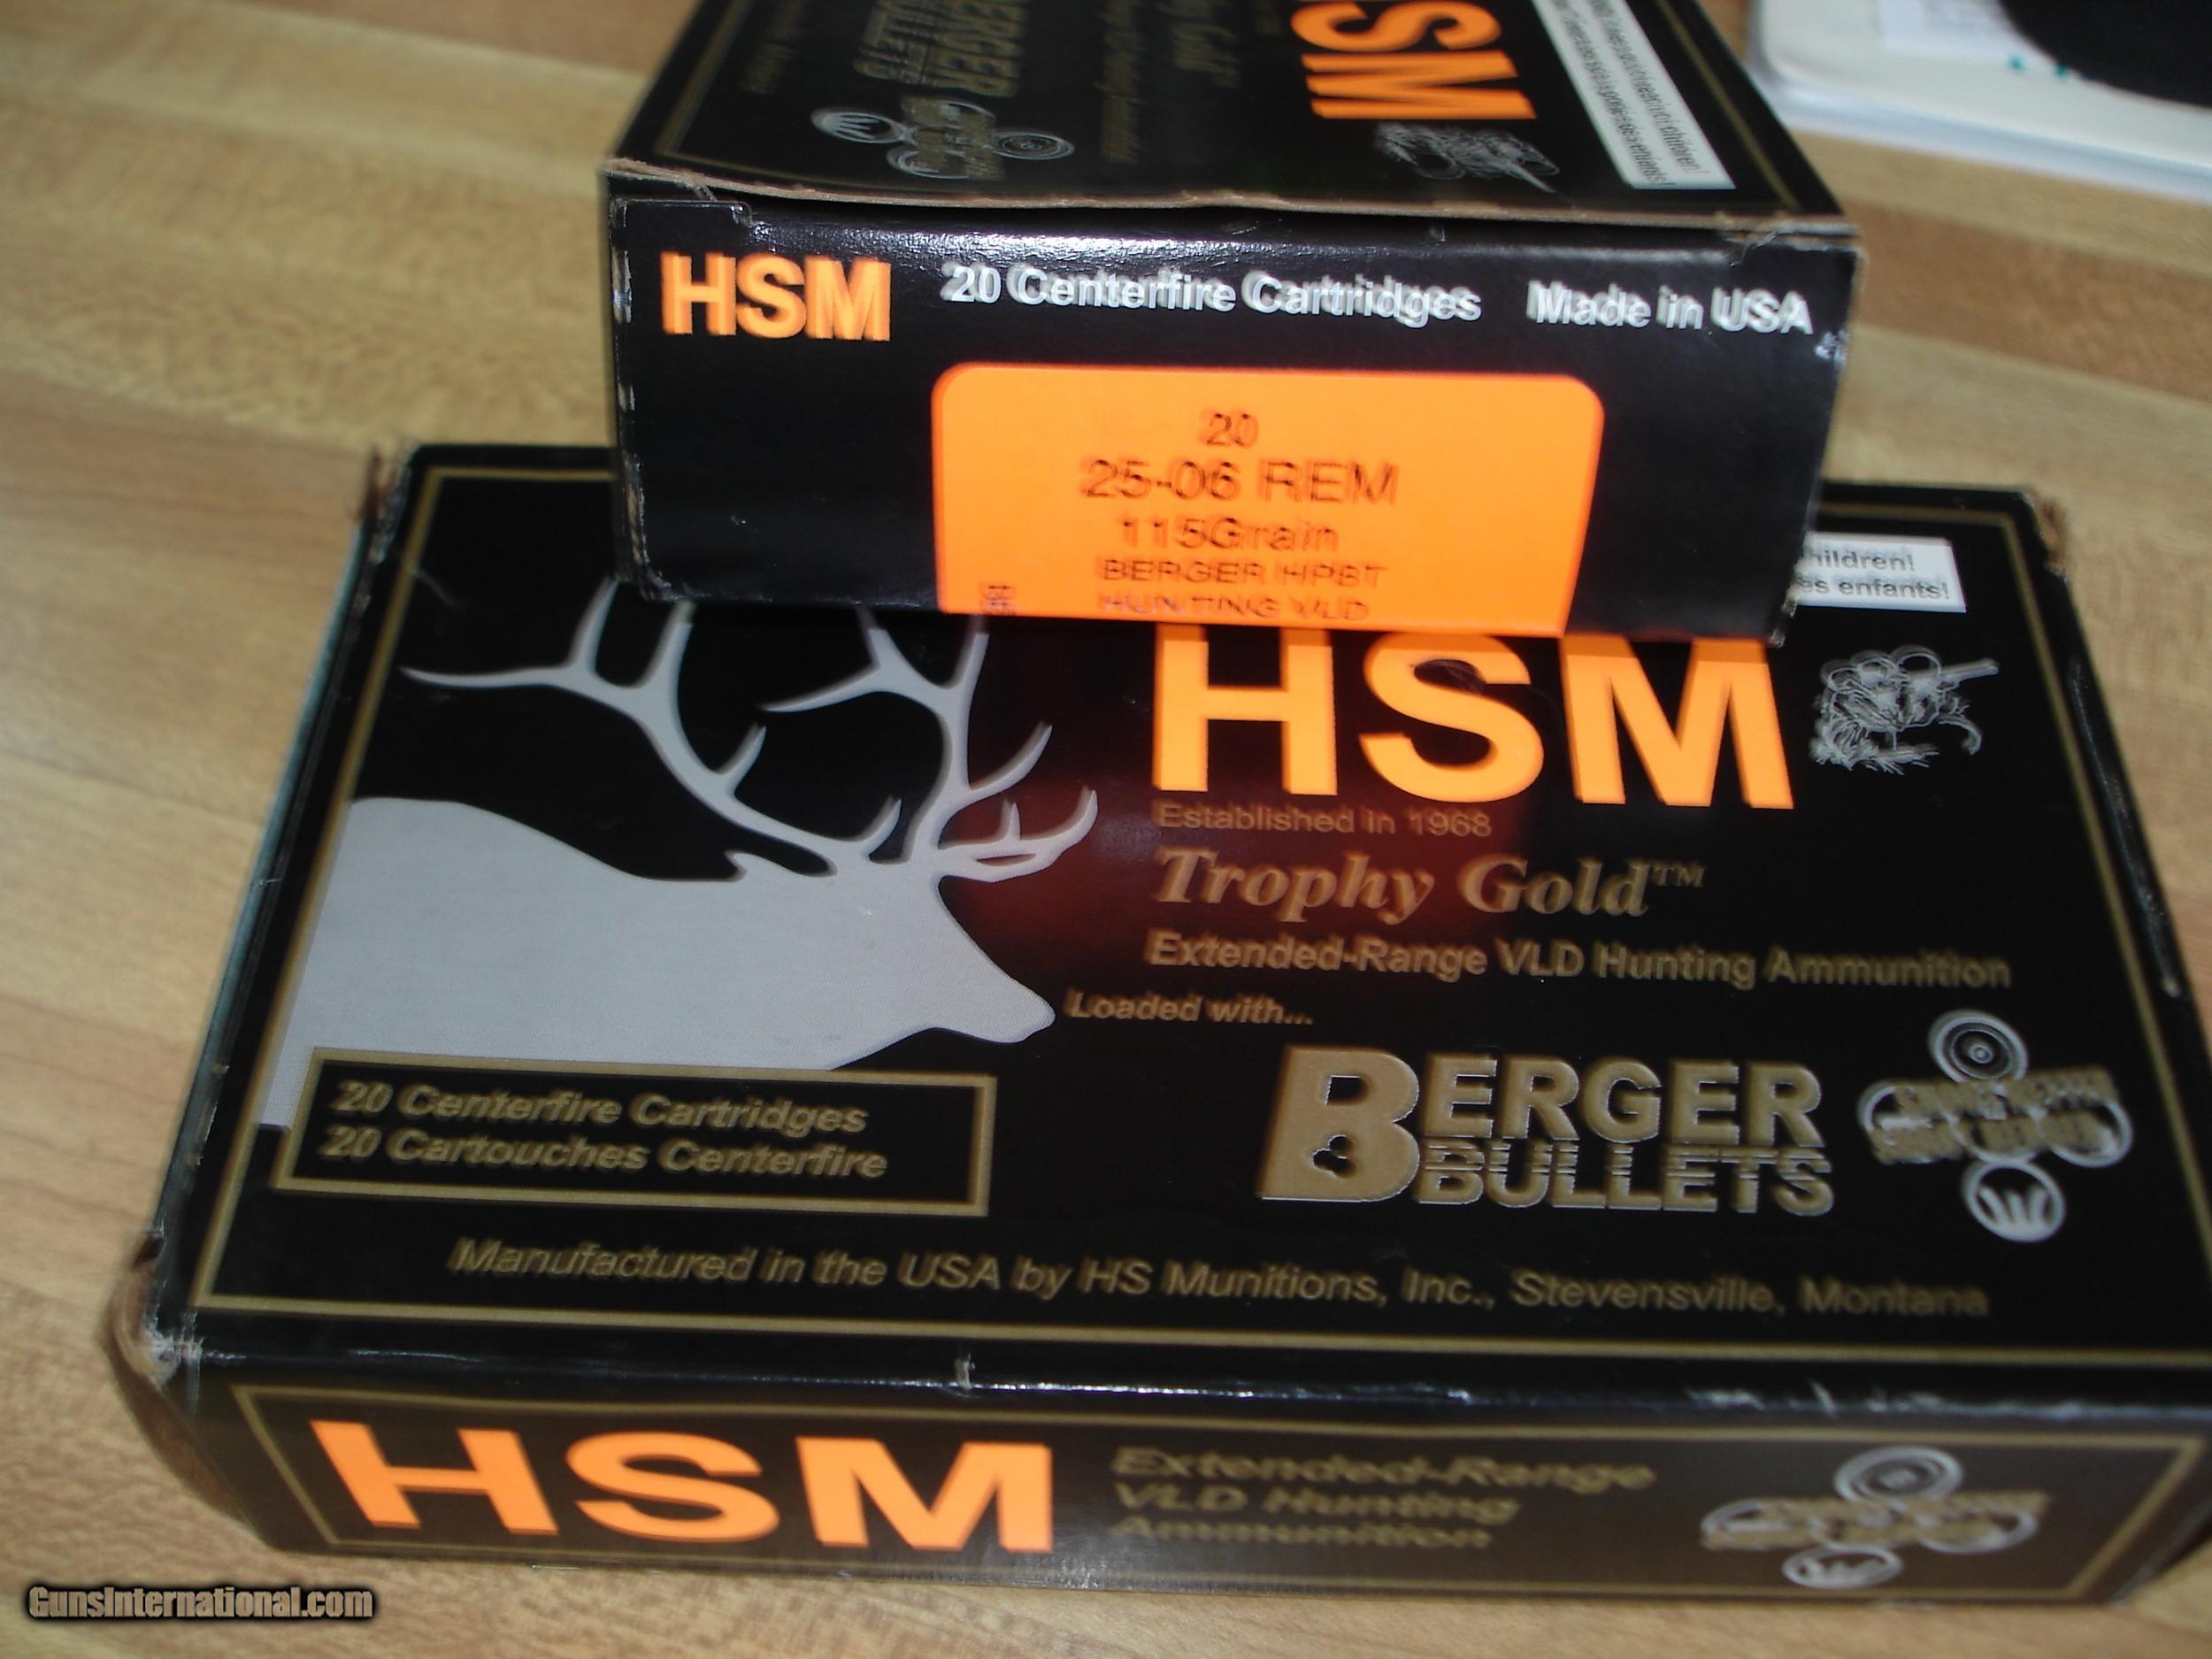 BERGER
BULLETS
HSM
HSM 20 Centerfire Cartridges Made in USA
20
25-06 REM
115Grain
BERGER HPBT
HUNTING VLD
hildren!
es enfants!
HSM
Established in 1968
Trophy Gold™
Extended-Range VLD Hunting Ammunition
Loaded with...
BERGER
BULLETS
20 Centerfire Cartridges
20 Cartouches Centerfire
Manufactured in the USA by HS Munitions, Inc., Stevensville, Montana
HSM
Extended-Range
VLD Hunting
Ammunition
GunsInternational.com